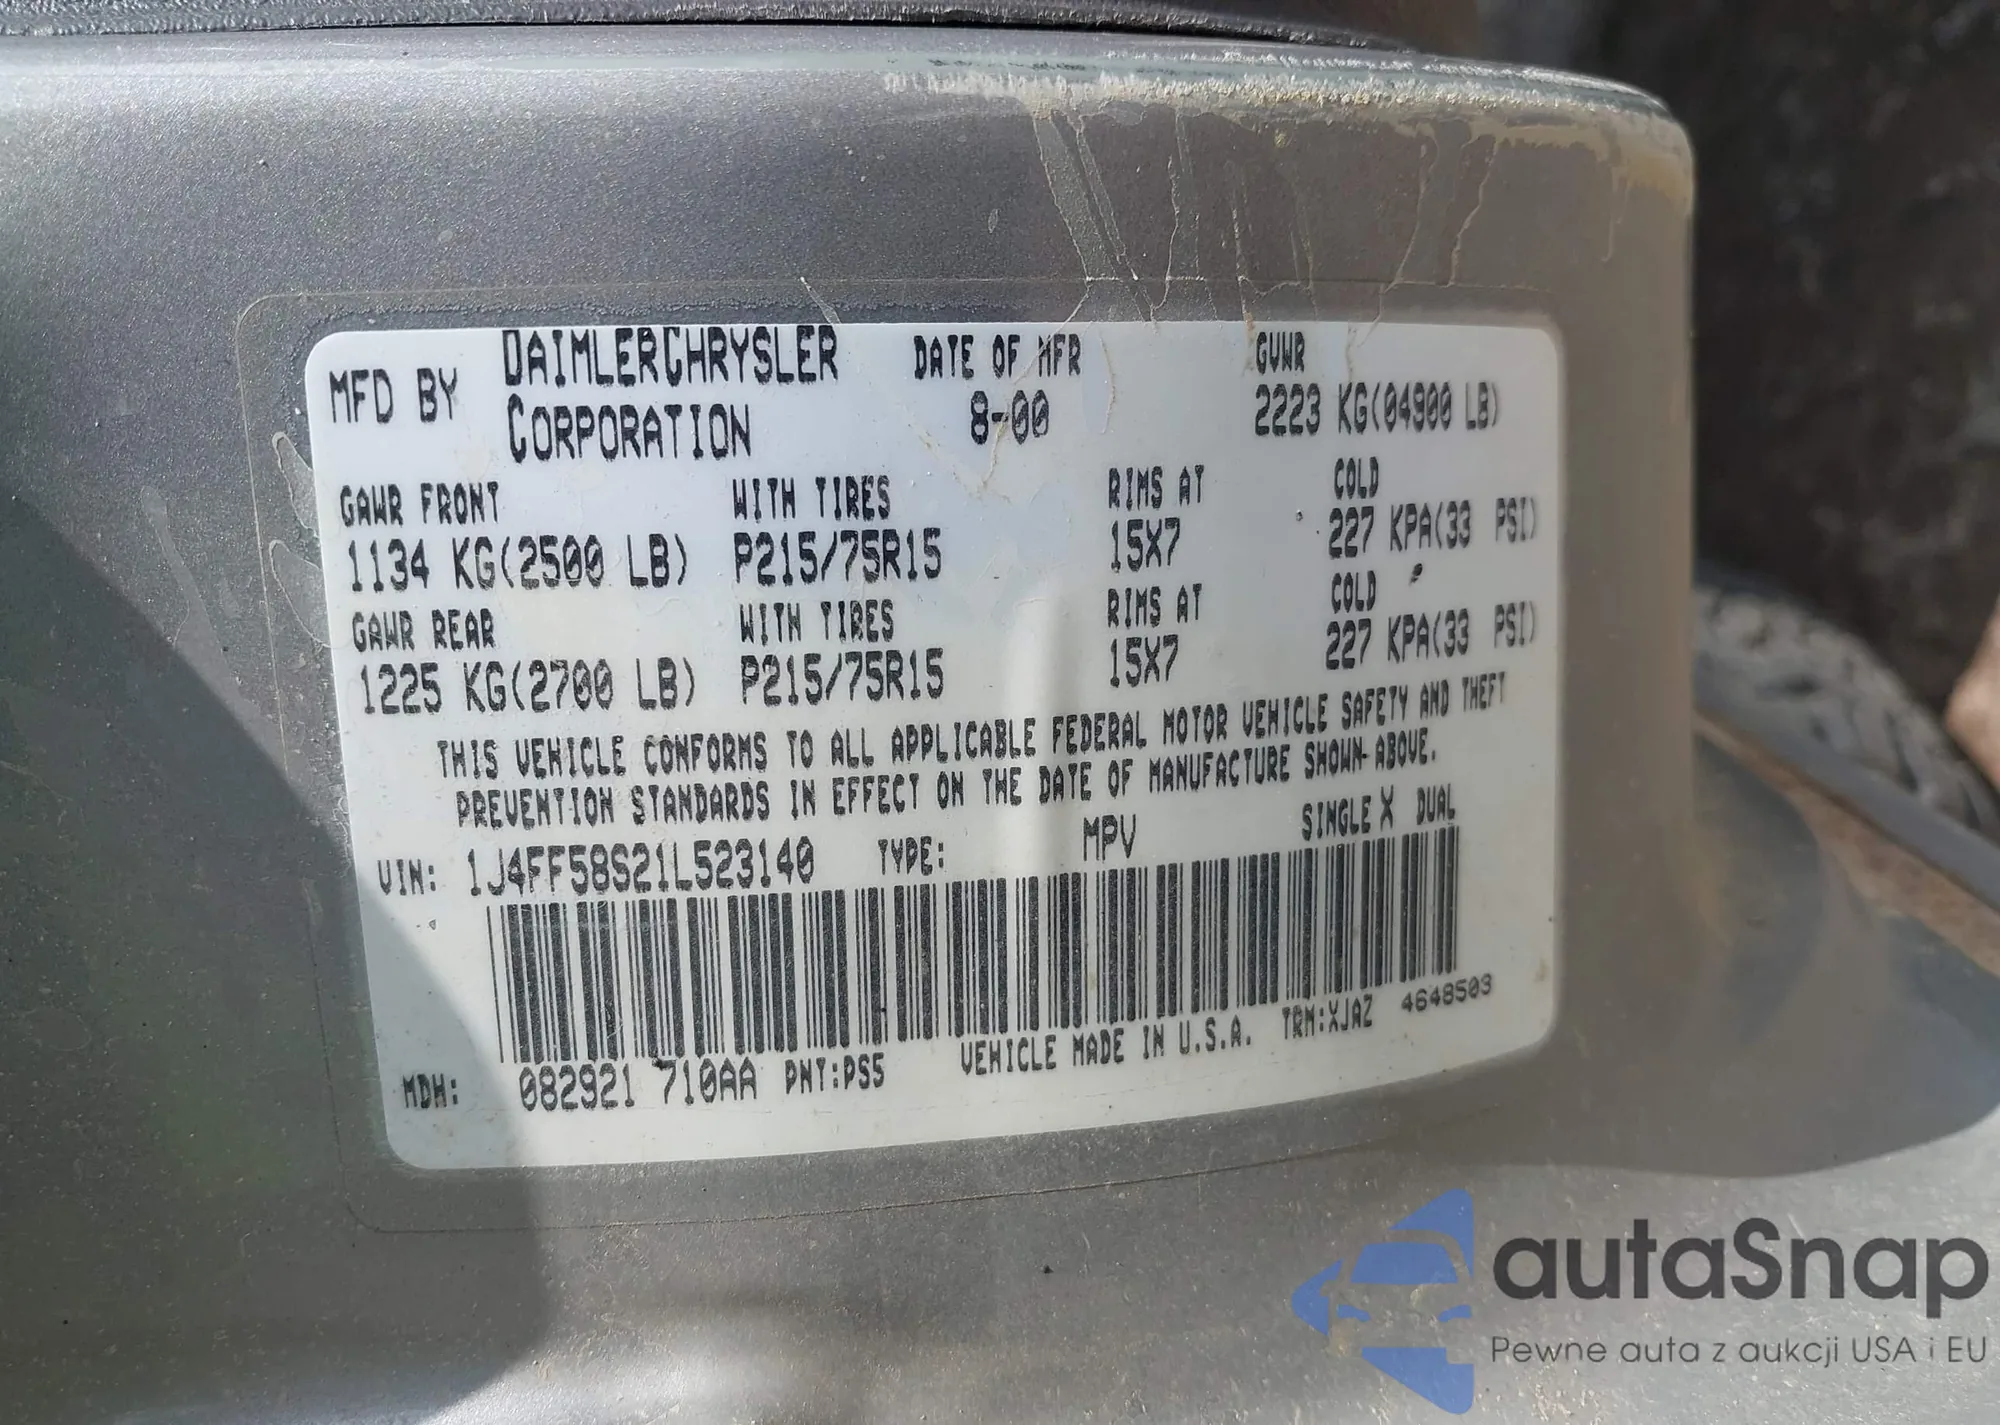 MFD BY DAIMLERCHRYSLER CORPORATION
DATE OF MFR 8-00
GVWR 2223 KG(04900 LB)
GAWR FRONT WITH TIRES RIMS AT COLD
1134 KG(2500 LB) P215/75R15 15X7 227 KPA(33 PSI)
GAWR REAR WITH TIRES RIMS AT COLD
1225 KG(2700 LB) P215/75R15 15X7 227 KPA(33 PSI)
THIS VEHICLE CONFORMS TO ALL APPLICABLE FEDERAL MOTOR VEHICLE SAFETY AND THEFT
PREVENTION STANDARDS IN EFFECT ON THE DATE OF MANUFACTURE SHOWN ABOVE.
VIN: 1J4FF58S21L523140 TYPE: MPV SINGLE X DUAL
MDH: 082921 710AA PNT:PS5 VEHICLE MADE IN U.S.A. TRM:XJAZ 4648503
autaSnap
Pewne auta z aukcji USA i EU